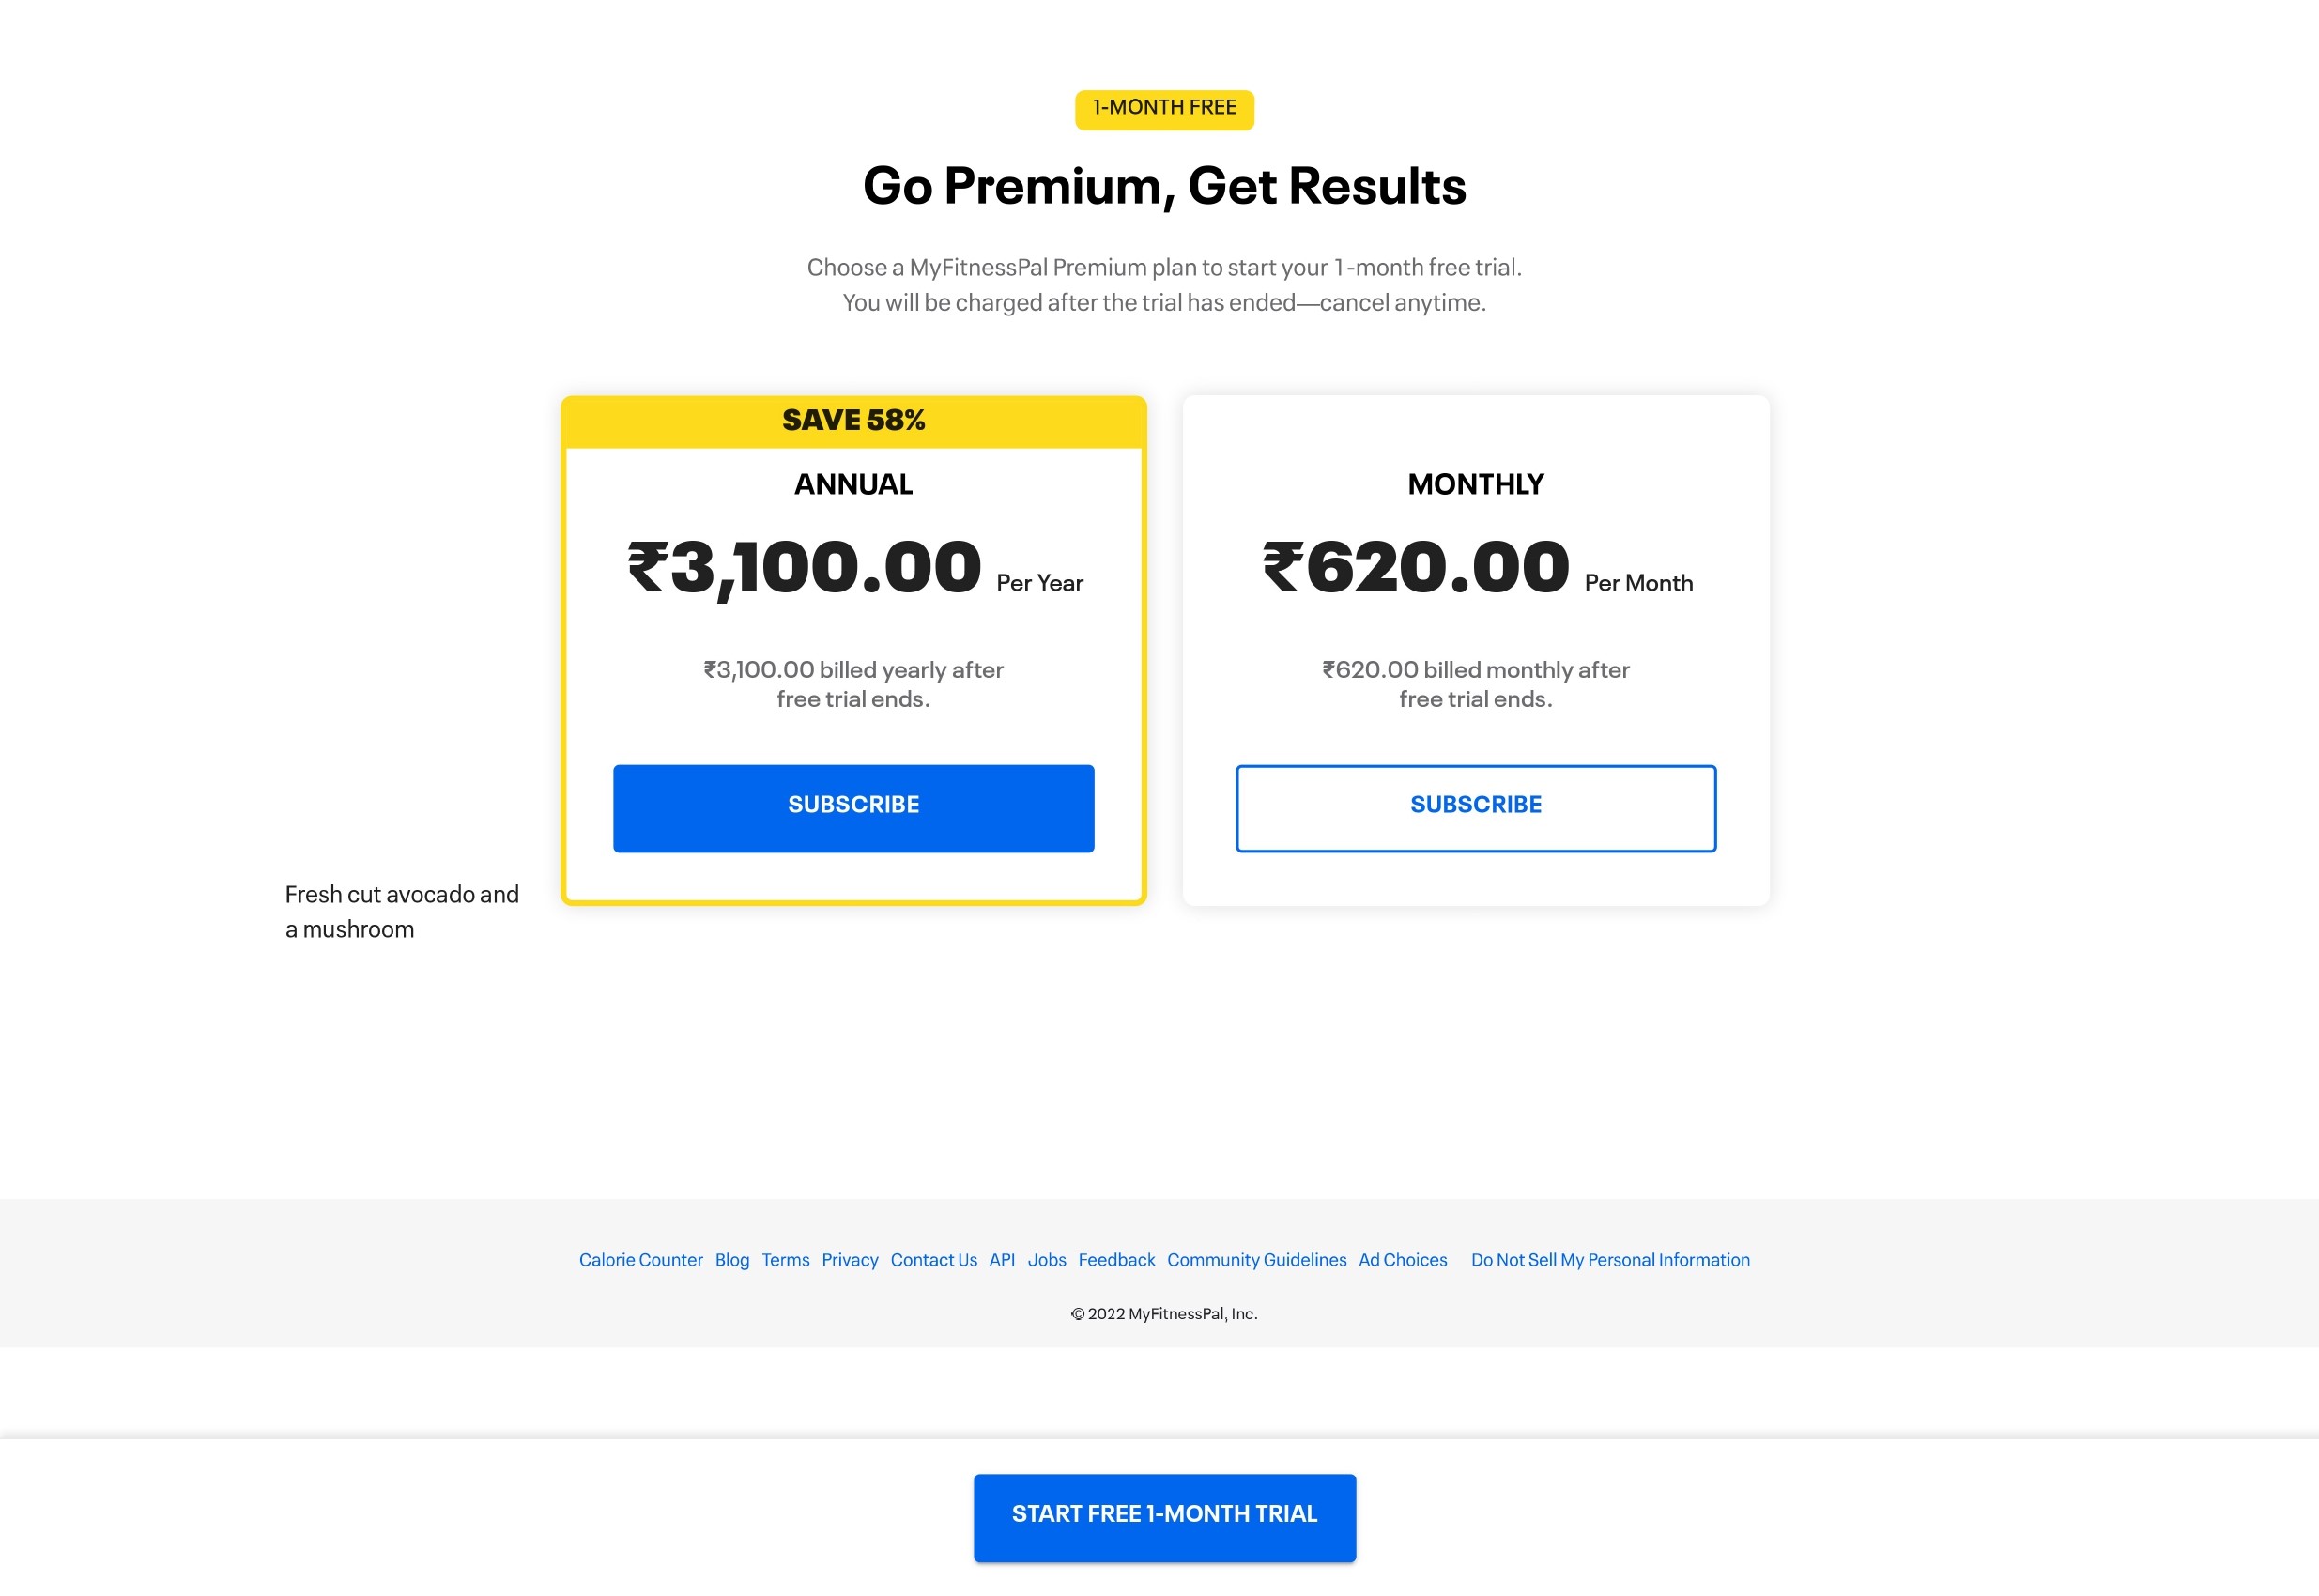 1-MONTH FREE
Go Premium, Get Results
Choose a MyFitnessPal Premium plan to start your 1-month free trial.
You will be charged after the trial has ended—cancel anytime.
SAVE 58%
ANNUAL
₹3,100.00 Per Year
₹3,100.00 billed yearly after
free trial ends.
SUBSCRIBE
MONTHLY
₹620.00 Per Month
₹620.00 billed monthly after
free trial ends.
SUBSCRIBE
Fresh cut avocado and
a mushroom
Calorie Counter Blog Terms Privacy Contact Us API Jobs Feedback Community Guidelines Ad Choices Do Not Sell My Personal Information
© 2022 MyFitnessPal, Inc.
START FREE 1-MONTH TRIAL